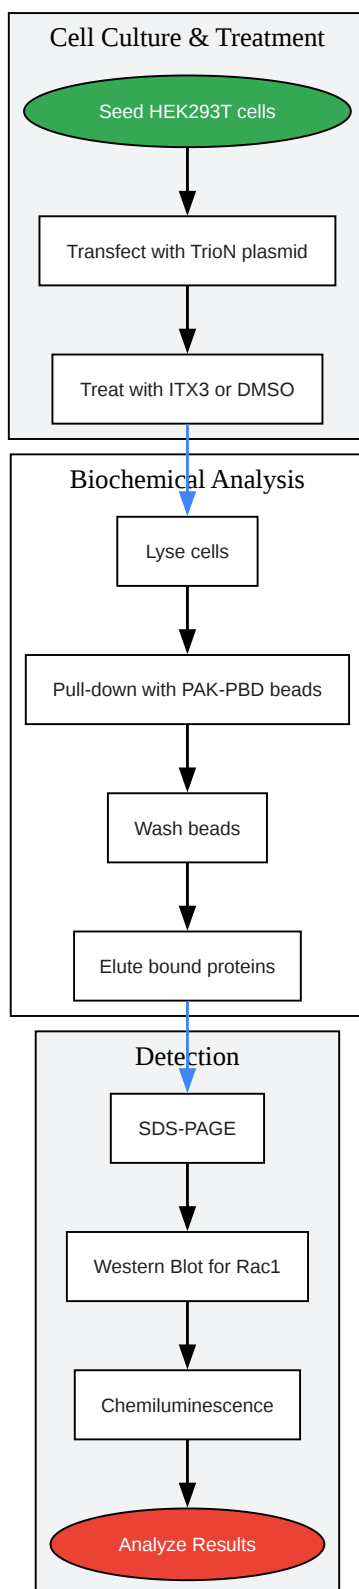 Cell Culture & Treatment
Seed HEK293T cells
Transfect with TrioN plasmid
Treat with ITX3 or DMSO
Biochemical Analysis
Lyse cells
Pull-down with PAK-PBD beads
Wash beads
Elute bound proteins
Detection
SDS-PAGE
Western Blot for Rac1
Chemiluminescence
Analyze Results